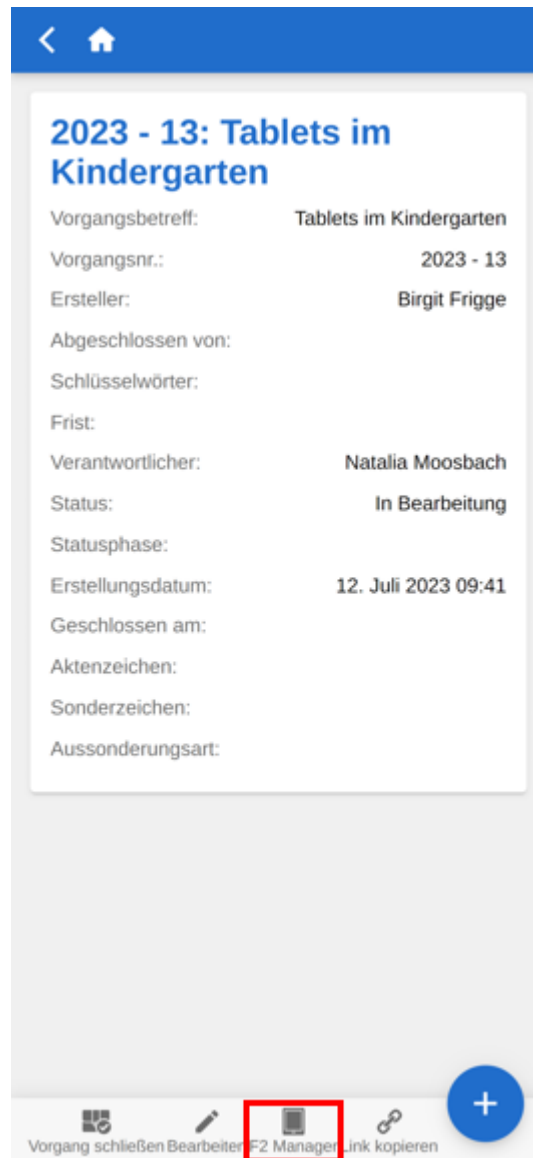 2023 - 13: Tablets im
Kindergarten
Vorgangsbetreff: Tablets im Kindergarten
Vorgangsnr.: 2023 - 13
Ersteller: Birgit Frigge
Abgeschlossen von:
Schlüsselwörter:
Frist:
Verantwortlicher: Natalia Moosbach
Status: In Bearbeitung
Statusphase:
Erstellungsdatum: 12. Juli 2023 09:41
Geschlossen am:
Aktenzeichen:
Sonderzeichen:
Aussonderungsart:
Vorgang schließen Bearbeiten F2 Manager Link kopieren